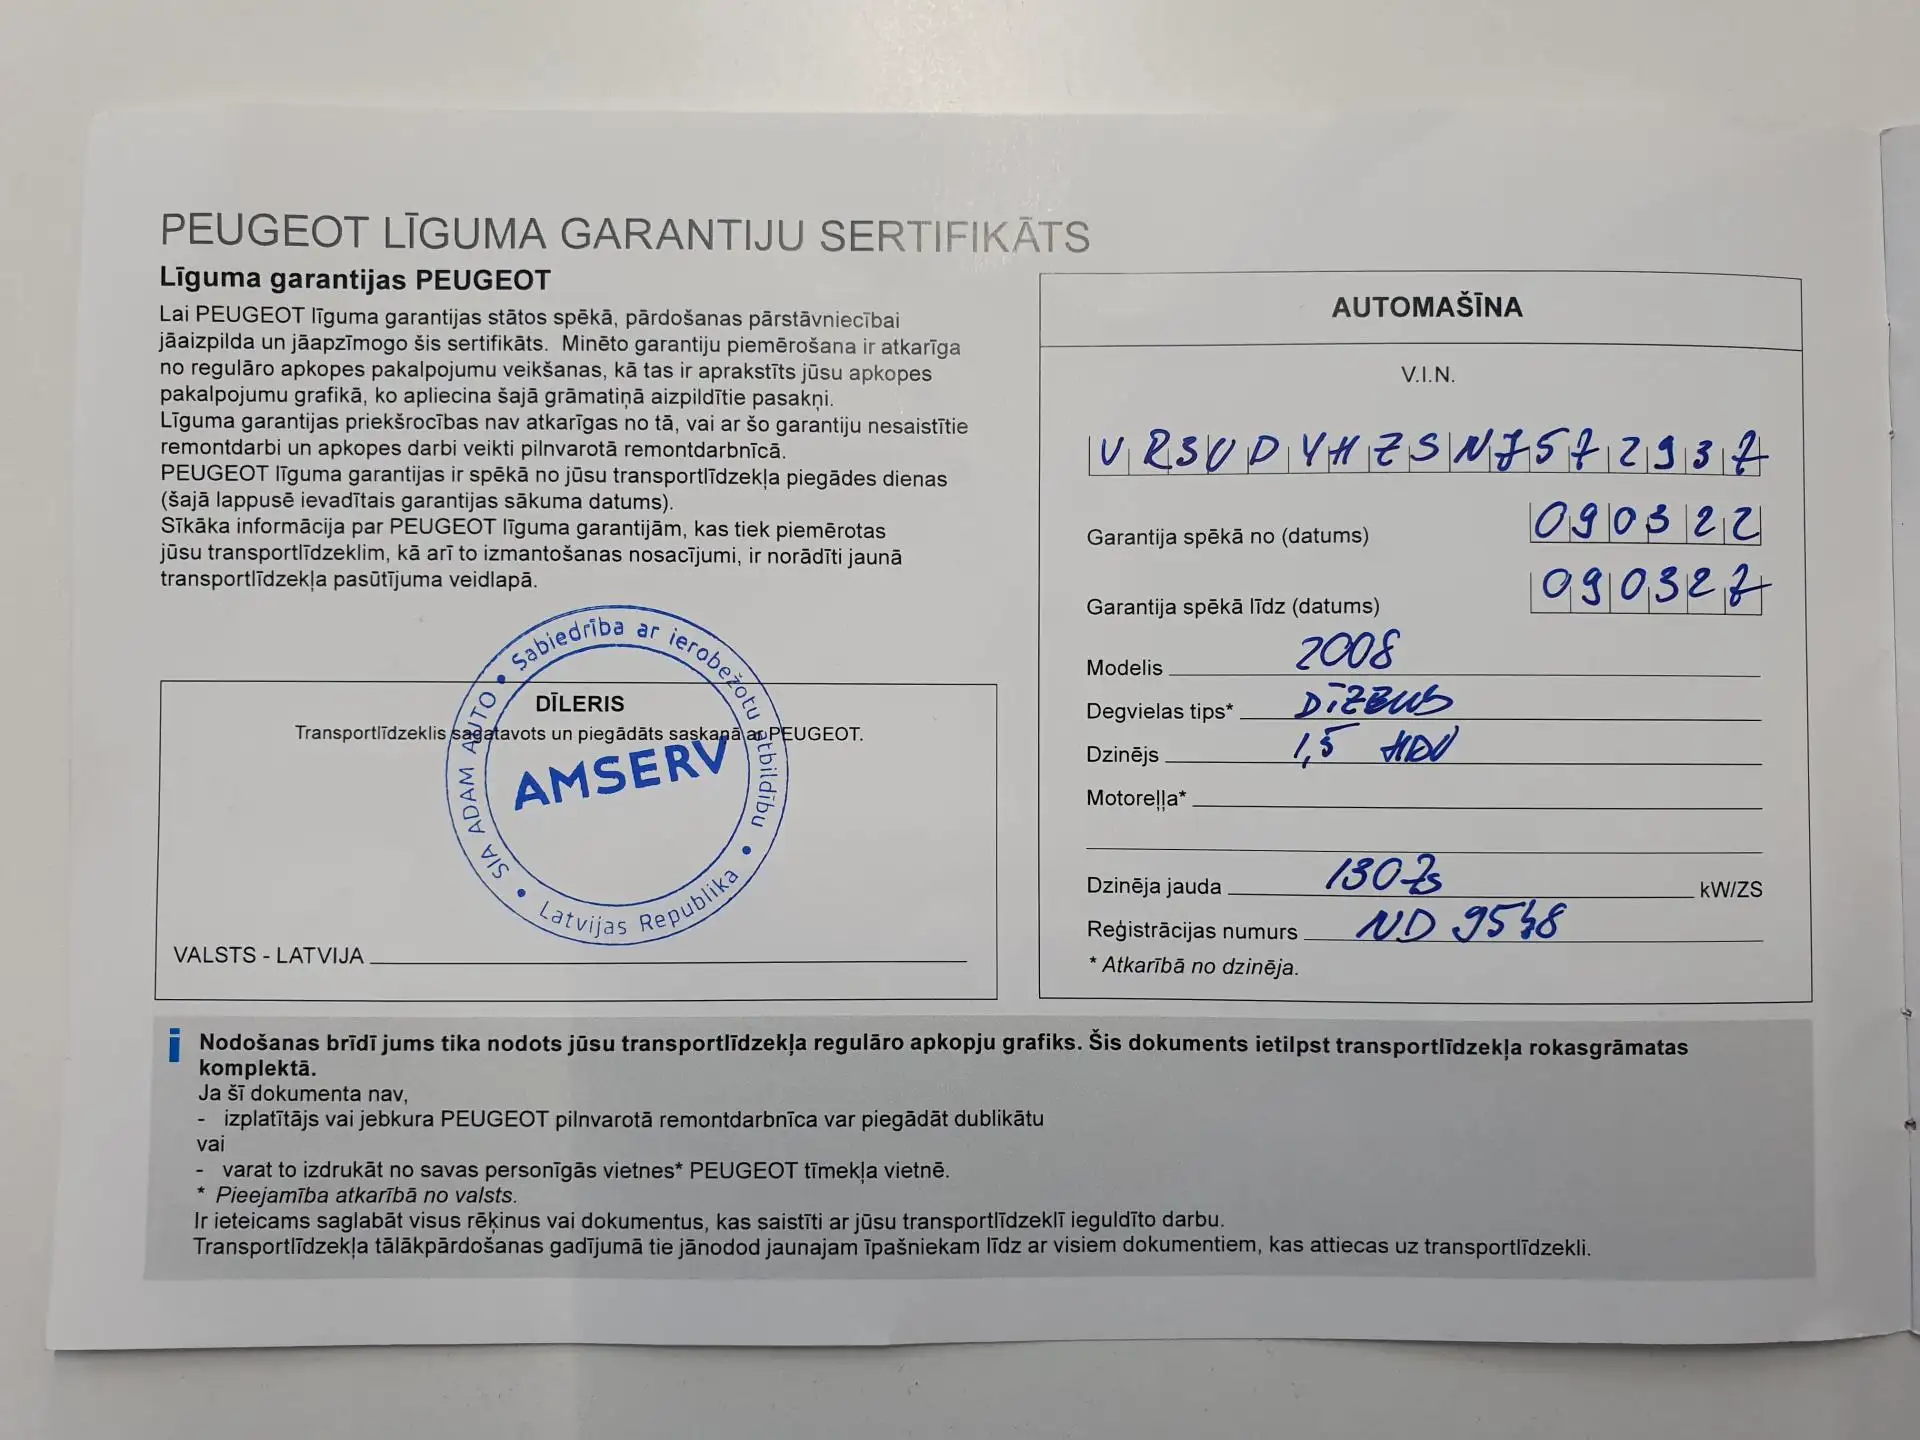 PEUGEOT LĪGUMA GARANTIJU SERTIFIKĀTS
Līguma garantijas PEUGEOT
Lai PEUGEOT līguma garantijas stātos spēkā, pārdošanas pārstāvniecībai
jāaizpilda un jāapzīmogo šis sertifikāts. Minēto garantiju piemērošana ir atkarīga
no regulāro apkopes pakalpojumu veikšanas, kā tas ir aprakstīts jūsu apkopes
pakalpojumu grafikā, ko apliecina šajā grāmatiņā aizpildītie pasakņi.
Līguma garantijas priekšrocības nav atkarīgas no tā, vai ar šo garantiju nesaistītie
remontdarbi un apkopes darbi veikti pilnvarotā remontdarbnīcā.
PEUGEOT līguma garantijas ir spēkā no jūsu transportlīdzekļa piegādes dienas
(šajā lappusē ievadītais garantijas sākuma datums).
Sīkāka informācija par PEUGEOT līguma garantijām, kas tiek piemērotas
jūsu transportlīdzeklim, kā arī to izmantošanas nosacījumi, ir norādīti jaunā
transportlīdzekļa pasūtījuma veidlapā.
DĪLERIS
Transportlīdzeklis sagatavots un piegādāts saskaņā ar PEUGEOT.
SIA ADAM AUTO • Sabiedrība ar ierobežotu atbildību • Latvijas Republika •
AMSERV
VALSTS - LATVIJA
AUTOMAŠĪNA
V.I.N.
VR3UDYHZSNJ572937
Garantija spēkā no (datums) 090322
Garantija spēkā līdz (datums) 090327
Modelis 2008
Degvielas tips* DīZEĻIS
Dzinējs 1,5 HDI
Motoreļļa*
Dzinēja jauda 130Zs kW/ZS
Reģistrācijas numurs ND 9548
* Atkarībā no dzinēja.
i Nodošanas brīdī jums tika nodots jūsu transportlīdzekļa regulāro apkopju grafiks. Šis dokuments ietilpst transportlīdzekļa rokasgrāmatas
komplektā.
Ja šī dokumenta nav,
- izplatītājs vai jebkura PEUGEOT pilnvarotā remontdarbnīca var piegādāt dublikātu
vai
- varat to izdrukāt no savas personīgās vietnes* PEUGEOT tīmekļa vietnē.
* Pieejamība atkarībā no valsts.
Ir ieteicams saglabāt visus rēķinus vai dokumentus, kas saistīti ar jūsu transportlīdzeklī ieguldīto darbu.
Transportlīdzekļa tālākpārdošanas gadījumā tie jānodod jaunajam īpašniekam līdz ar visiem dokumentiem, kas attiecas uz transportlīdzekli.